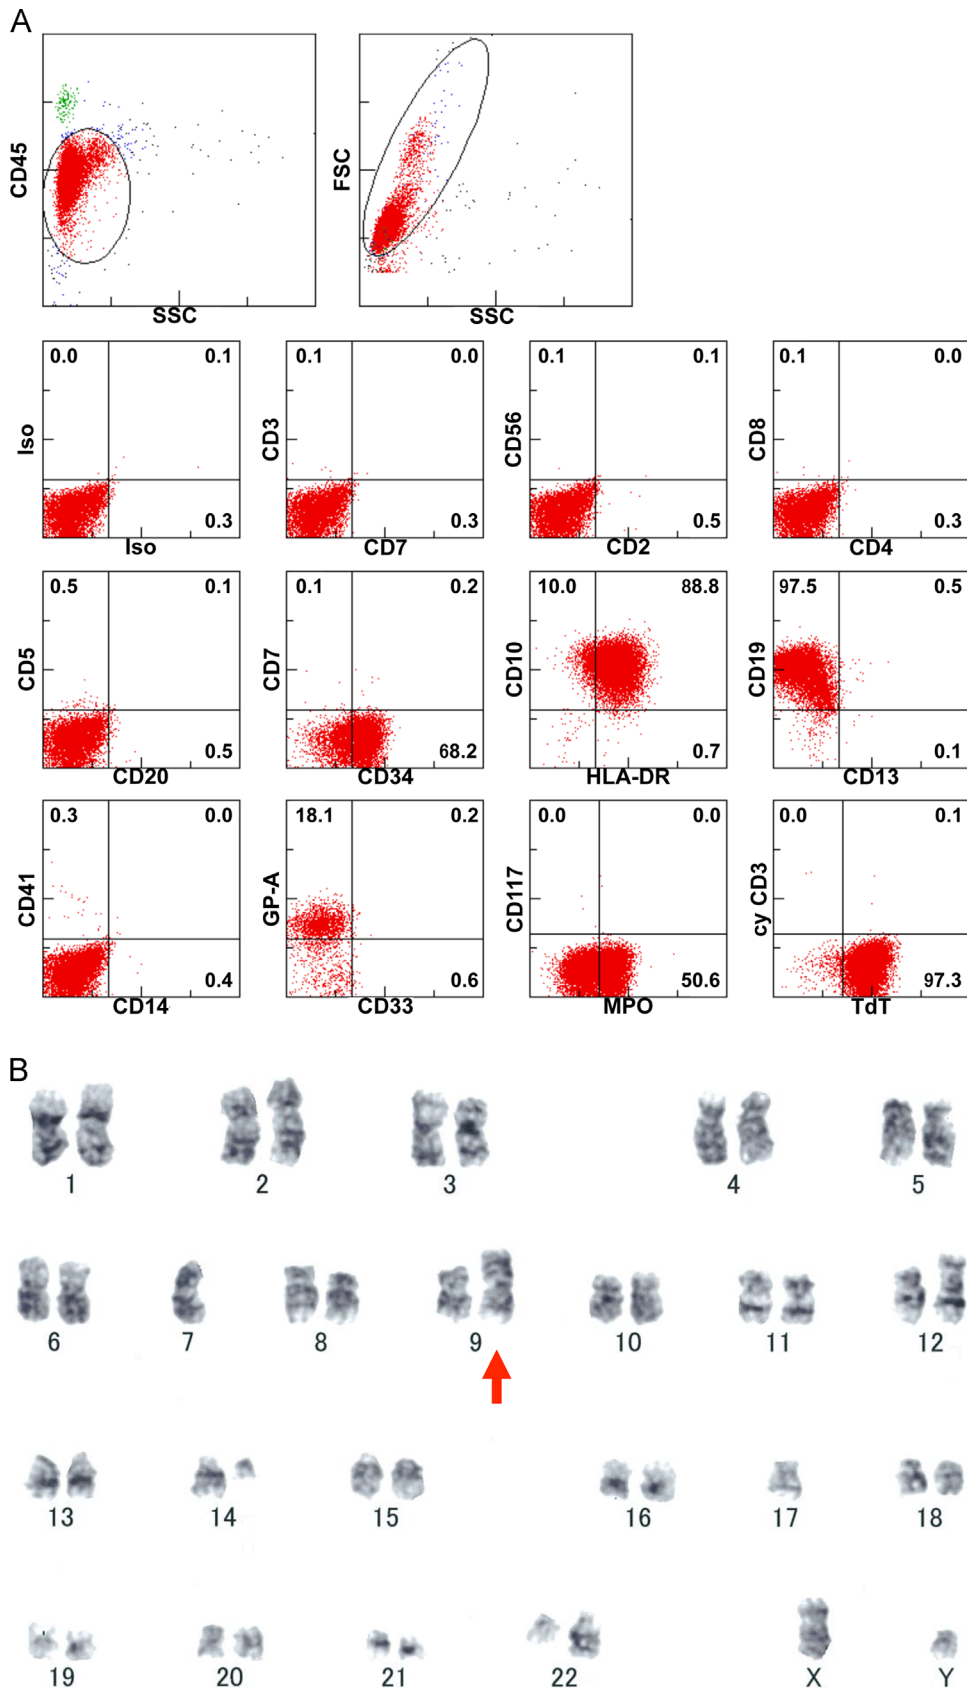 A
CD45
SSC
FSC
SSC
0.0 0.1
Iso
0.3
Iso
0.1 0.0
CD3
0.3
CD7
0.1 0.1
CD56
0.5
CD2
0.1 0.0
CD8
0.3
CD4
0.5 0.1
CD5
0.5
CD20
0.1 0.2
CD7
68.2
CD34
10.0 88.8
CD10
0.7
HLA-DR
97.5 0.5
CD19
0.1
CD13
0.3 0.0
CD41
0.4
CD14
18.1 0.2
GP-A
0.6
CD33
0.0 0.0
CD117
50.6
MPO
0.0 0.1
cy CD3
97.3
TdT
B
1 2 3 4 5
6 7 8 9 10 11 12
13 14 15 16 17 18
19 20 21 22 X Y